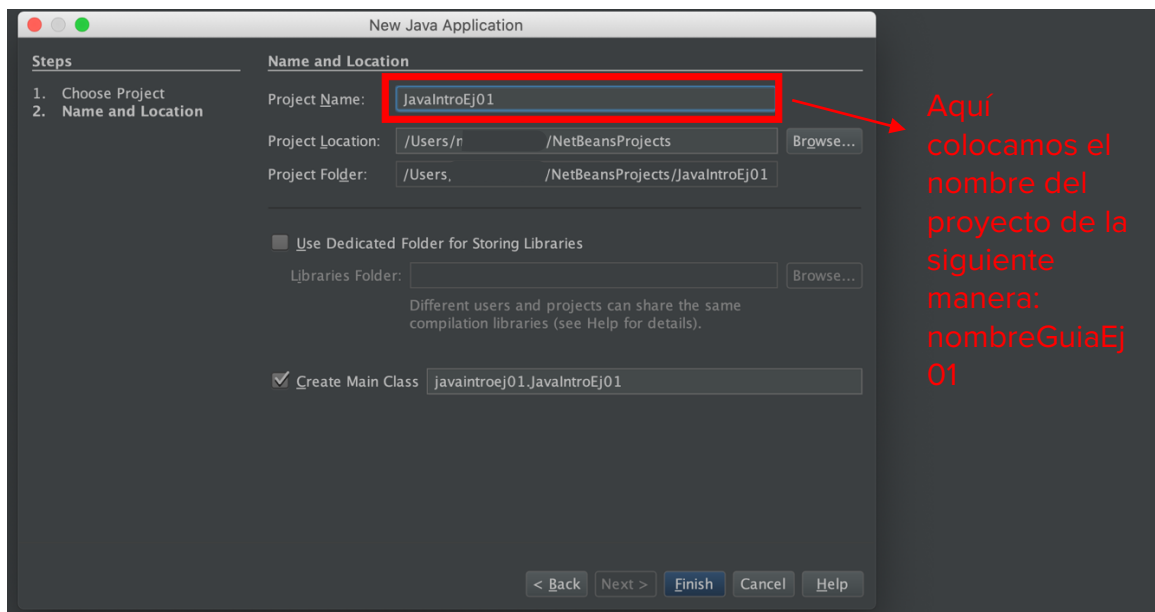 New Java Application
Steps
1. Choose Project
2. Name and Location
Name and Location
Project Name: JavaIntroEj01
Project Location: /Users/ /NetBeansProjects Browse...
Project Folder: /Users, /NetBeansProjects/JavaIntroEj01
Use Dedicated Folder for Storing Libraries
Libraries Folder: Browse...
Different users and projects can share the same
compilation libraries (see Help for details).
Create Main Class javaintroej01.JavaIntroEj01
< Back Next > Finish Cancel Help
Aquí
colocamos el
nombre del
proyecto de la
siguiente
manera:
nombreGuiaEj
01